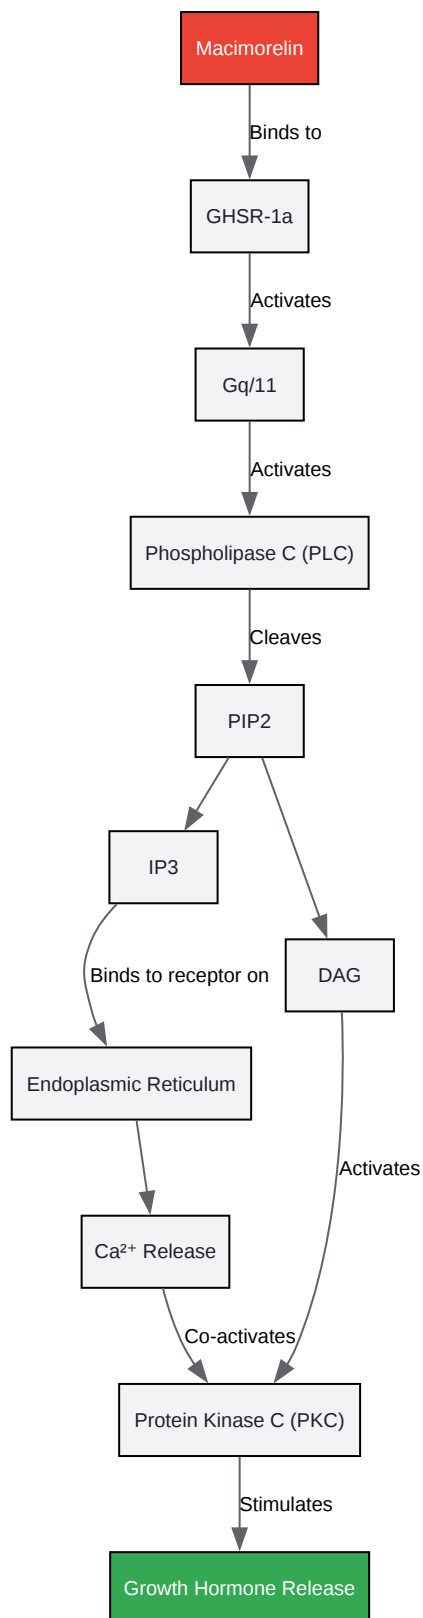 Macimorelin
Binds to
GHSR-1a
Activates
Gq/11
Activates
Phospholipase C (PLC)
Cleaves
PIP2
IP3
DAG
Binds to receptor on
Endoplasmic Reticulum
Activates
Ca²⁺ Release
Co-activates
Protein Kinase C (PKC)
Stimulates
Growth Hormone Release